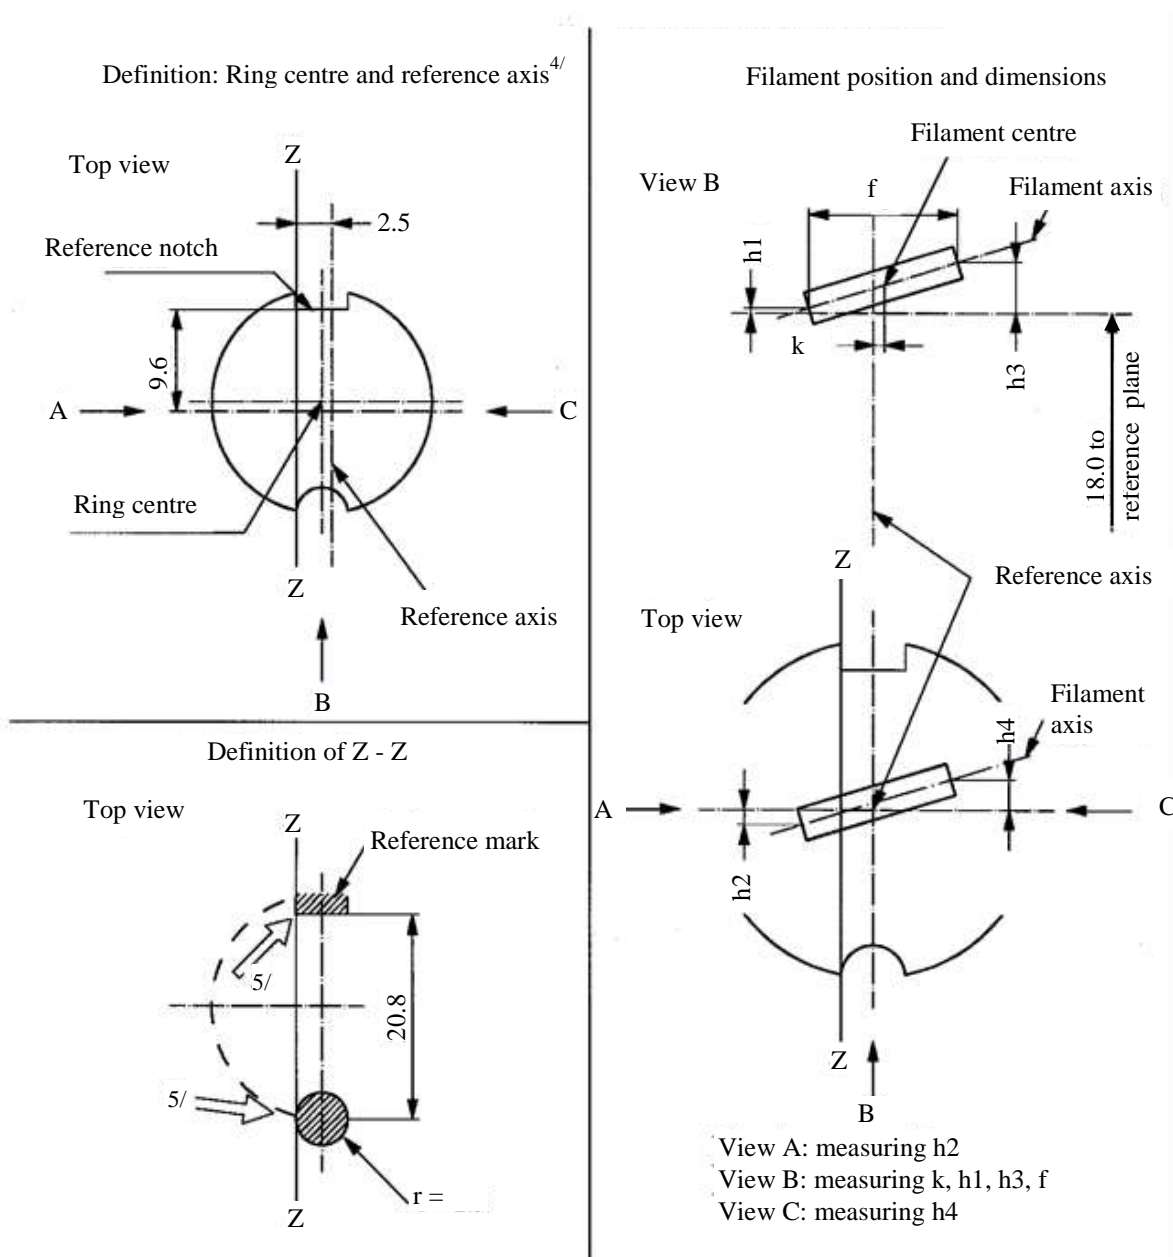 Definition: Ring centre and reference axis4/
Top view
Z
2.5
Reference notch
9.6
A
C
Ring centre
Z
Reference axis
B
Definition of Z - Z
Top view
Z
Reference mark
5/
20.8
5/
r =
Z
Filament position and dimensions
Filament centre
View B
f
Filament axis
h1
k
h3
18.0 to
reterence plane
Z
Reference axis
Top view
Filament
axis
h4
A
C
h2
Z
B
View A: measuring h2
View B: measuring k, h1, h3, f
View C: measuring h4